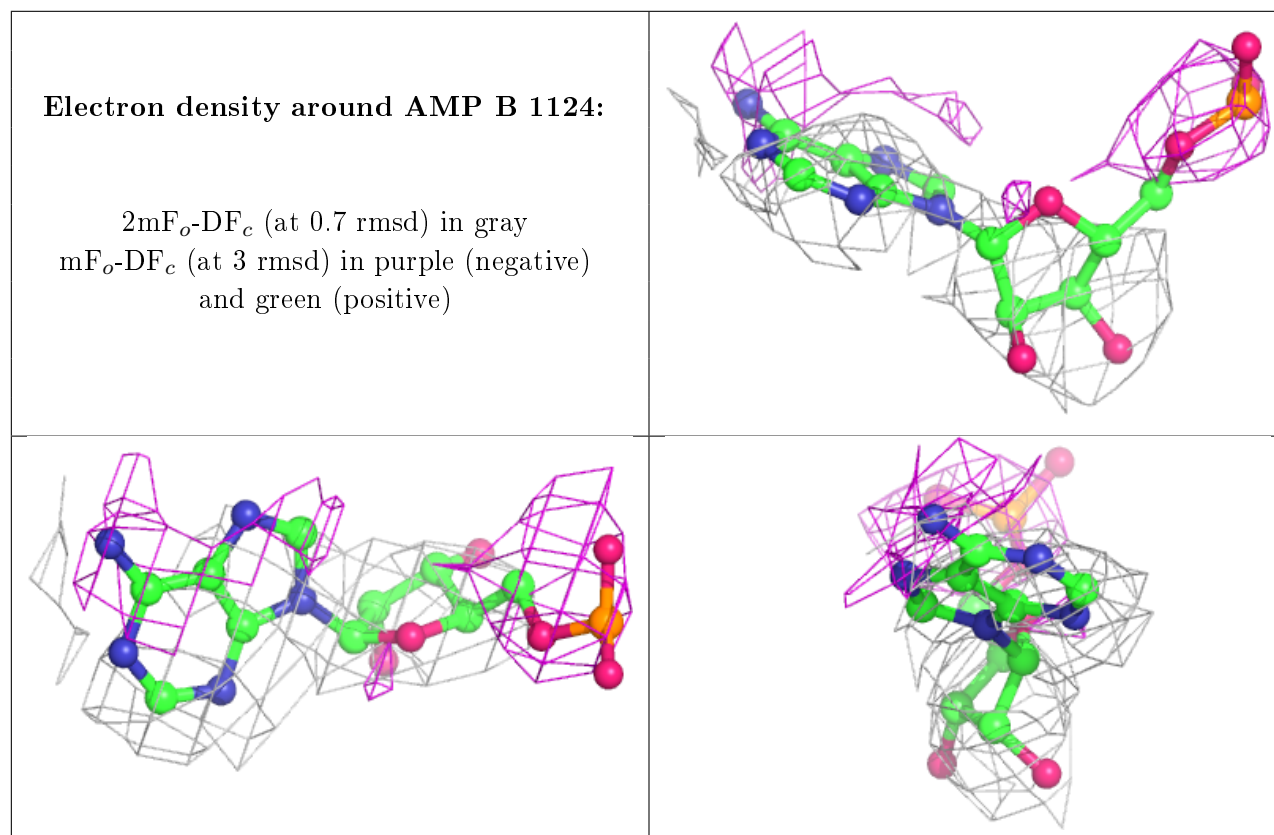 Electron density around AMP B 1124:
2mFₒ-DF𝒸 (at 0.7 rmsd) in gray
mFₒ-DF𝒸 (at 3 rmsd) in purple (negative)
and green (positive)